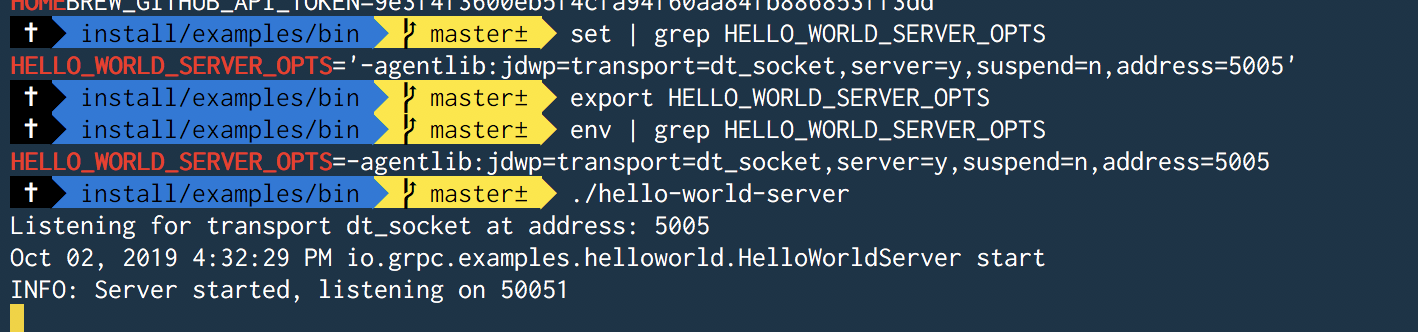 HOMEBREW_GITHUB_API_TOKEN=
✝ install/examples/bin master± set | grep HELLO_WORLD_SERVER_OPTS
HELLO_WORLD_SERVER_OPTS='-agentlib:jdwp=transport=dt_socket,server=y,suspend=n,address=5005'
✝ install/examples/bin master± export HELLO_WORLD_SERVER_OPTS
✝ install/examples/bin master± env | grep HELLO_WORLD_SERVER_OPTS
HELLO_WORLD_SERVER_OPTS=-agentlib:jdwp=transport=dt_socket,server=y,suspend=n,address=5005
✝ install/examples/bin master± ./hello-world-server
Listening for transport dt_socket at address: 5005
Oct 02, 2019 4:32:29 PM io.grpc.examples.helloworld.HelloWorldServer start
INFO: Server started, listening on 50051